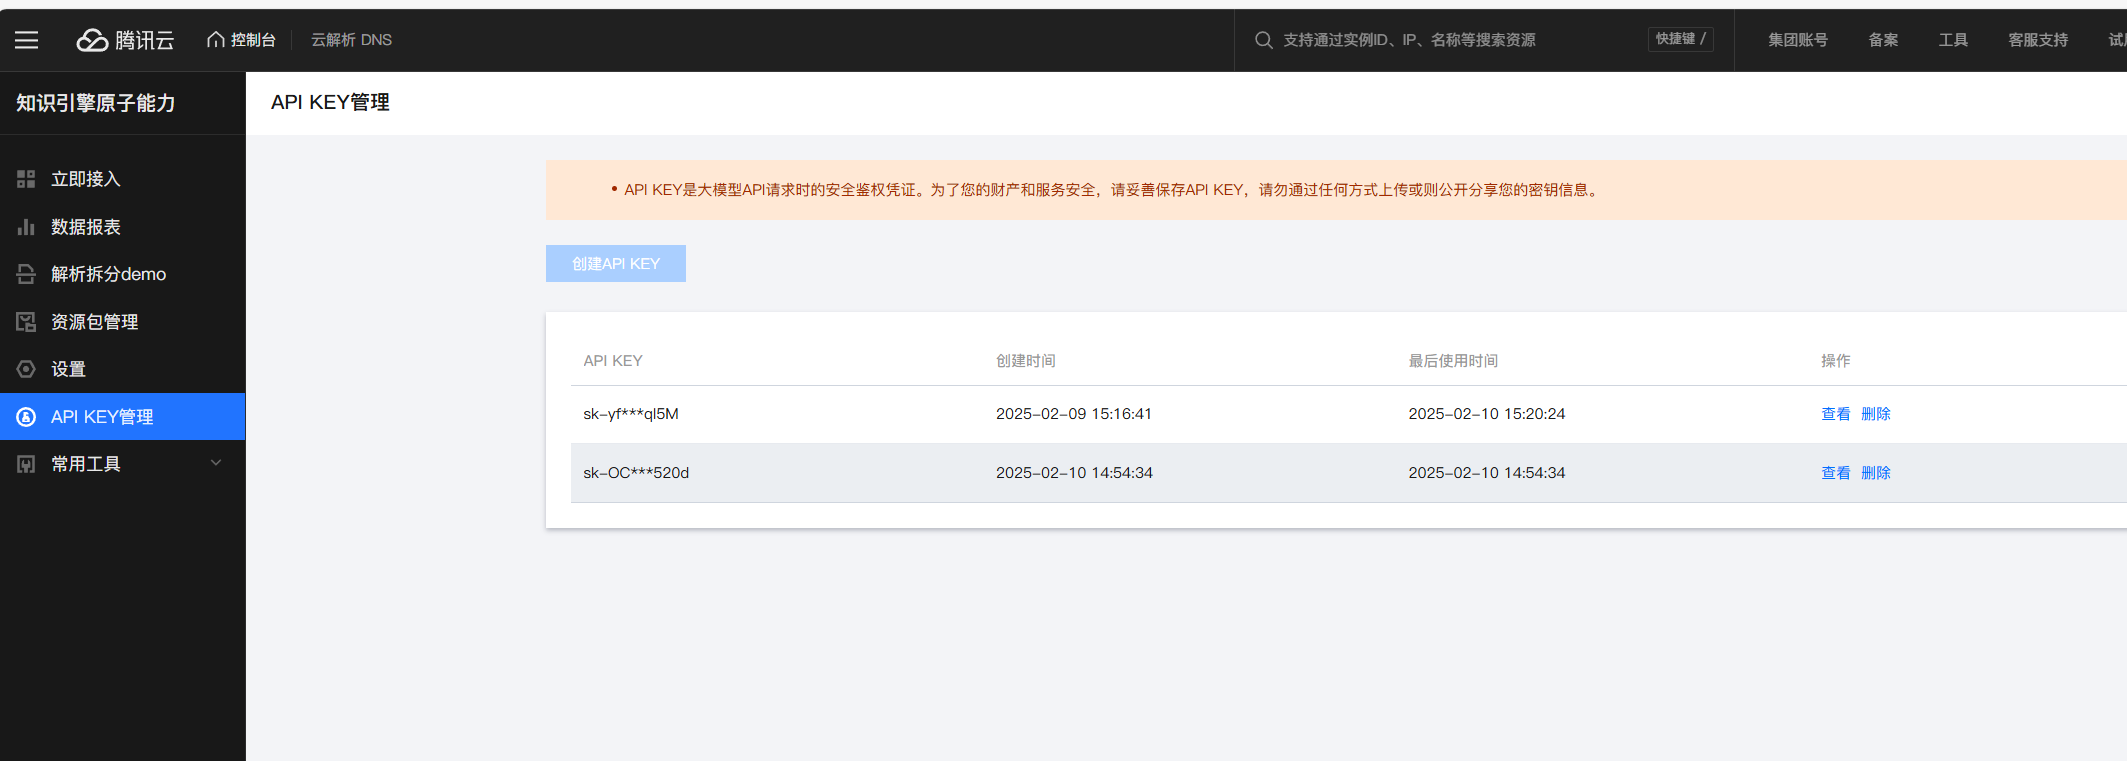 腾讯云 控制台 云解析 DNS 支持通过实例ID、IP、名称等搜索资源 快捷键 / 集团账号 备案 工具 客服支持
知识引擎原子能力
API KEY管理
立即接入
数据报表
解析拆分demo
资源包管理
设置
API KEY管理
常用工具
• API KEY是大模型API请求时的安全鉴权凭证。为了您的财产和服务安全，请妥善保存API KEY，请勿通过任何方式上传或则公开分享您的密钥信息。
创建API KEY
API KEY 创建时间 最后使用时间 操作
sk-yf***ql5M 2025-02-09 15:16:41 2025-02-10 15:20:24 查看 删除
sk-OC***520d 2025-02-10 14:54:34 2025-02-10 14:54:34 查看 删除